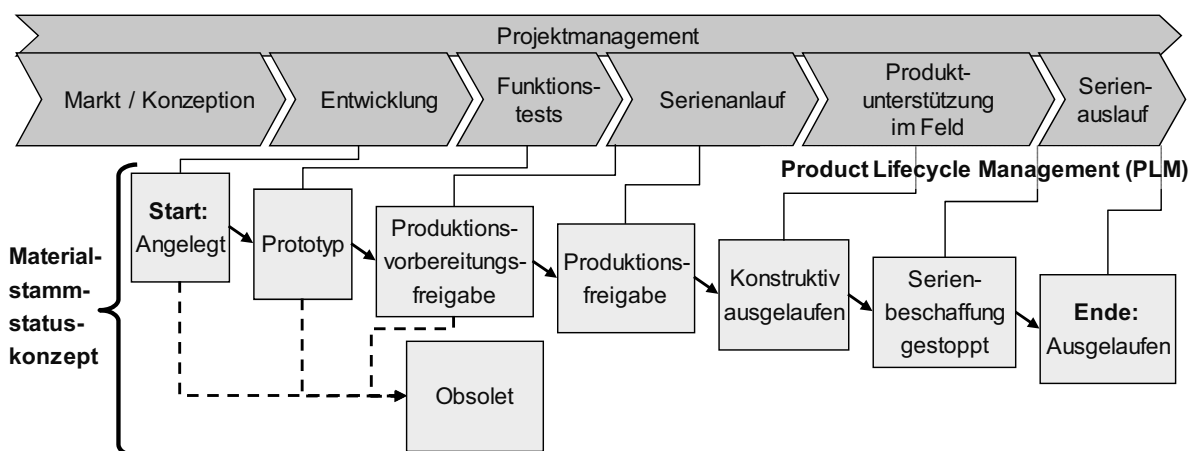 Projektmanagement
Markt / Konzeption
Entwicklung
Funktions-
tests
Serienanlauf
Produkt-
unterstützung
im Feld
Serien-
auslauf
Product Lifecycle Management (PLM)
Material-
stamm-
status-
konzept
Start:
Angelegt
Prototyp
Produktions-
vorbereitungs-
freigabe
Produktions-
freigabe
Konstruktiv
ausgelaufen
Serien-
beschaffung
gestoppt
Ende:
Ausgelaufen
Obsolet